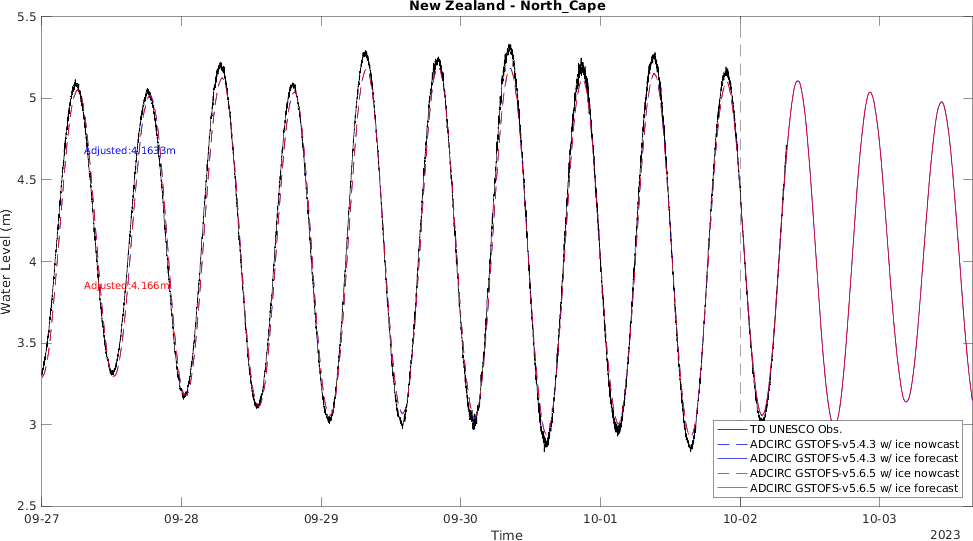 New Zealand - North_Cape
5.5
5
4.5
4
3.5
3
2.5
Water Level (m)
Adjusted:4.1633m
Adjusted:4.166m
TD UNESCO Obs.
ADCIRC GSTOFS-v5.4.3 w/ ice nowcast
ADCIRC GSTOFS-v5.4.3 w/ ice forecast
ADCIRC GSTOFS-v5.6.5 w/ ice nowcast
ADCIRC GSTOFS-v5.6.5 w/ ice forecast
09-27 09-28 09-29 09-30 10-01 10-02 10-03
Time
2023